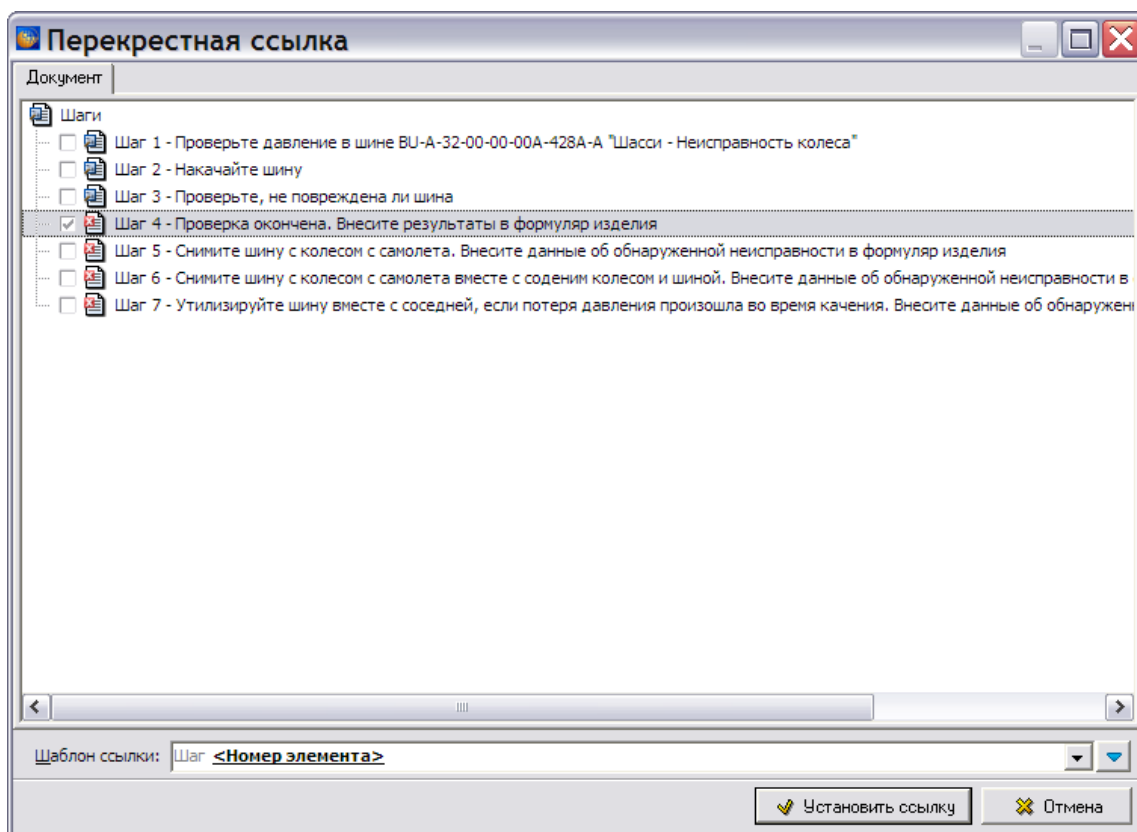 Перекрестная ссылка
Документ
Шаги
Шаг 1 - Проверьте давление в шине BU-A-32-00-00-00A-428A-A "Шасси - Неисправность колеса"
Шаг 2 - Накачайте шину
Шаг 3 - Проверьте, не повреждена ли шина
Шаг 4 - Проверка окончена. Внесите результаты в формуляр изделия
Шаг 5 - Снимите шину с колесом с самолета. Внесите данные об обнаруженной неисправности в формуляр изделия
Шаг 6 - Снимите шину с колесом с самолета вместе с соденим колесом и шиной. Внесите данные об обнаруженной неисправности в
Шаг 7 - Утилизируйте шину вместе с соседней, если потеря давления произошла во время качения. Внесите данные об обнаружен
Шаблон ссылки: Шаг <Номер элемента>
Установить ссылку Отмена